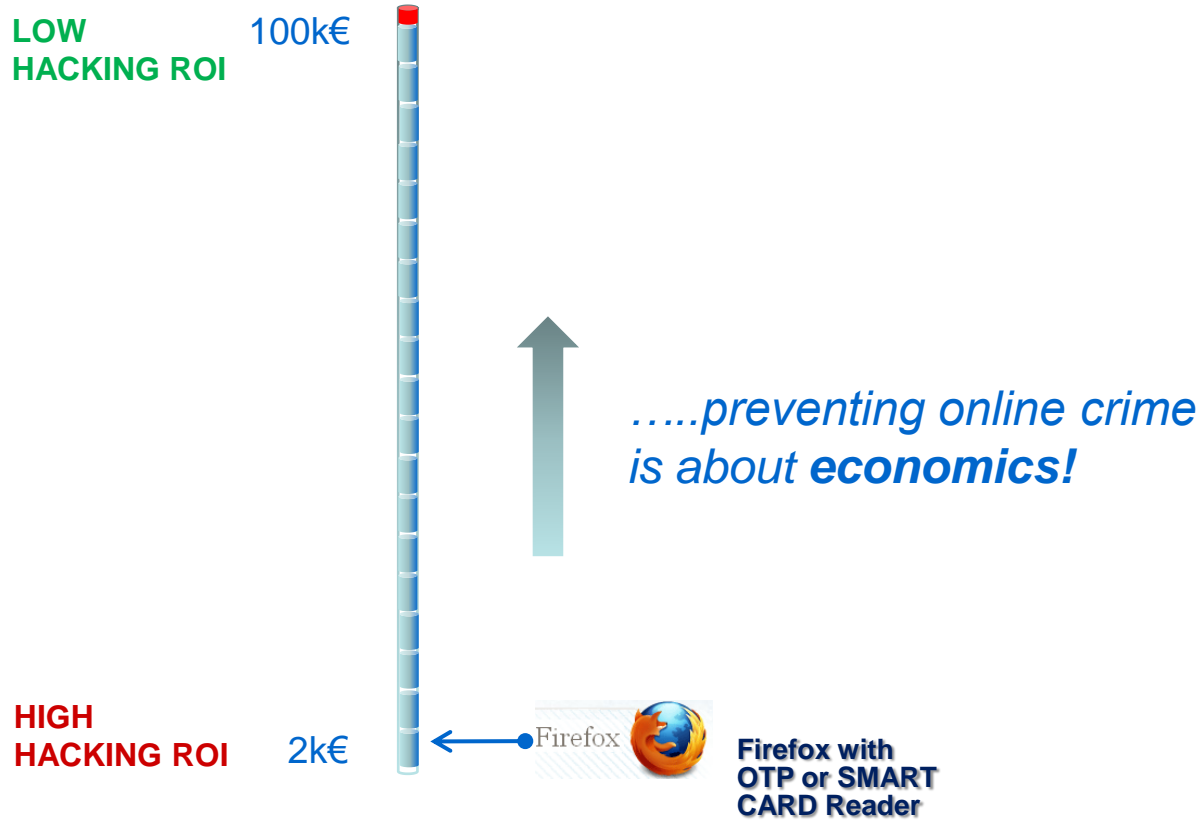 LOW
HACKING ROI
100k€
…..preventing online crime
is about economics!
HIGH
HACKING ROI
2k€
Firefox
Firefox with
OTP or SMART
CARD Reader